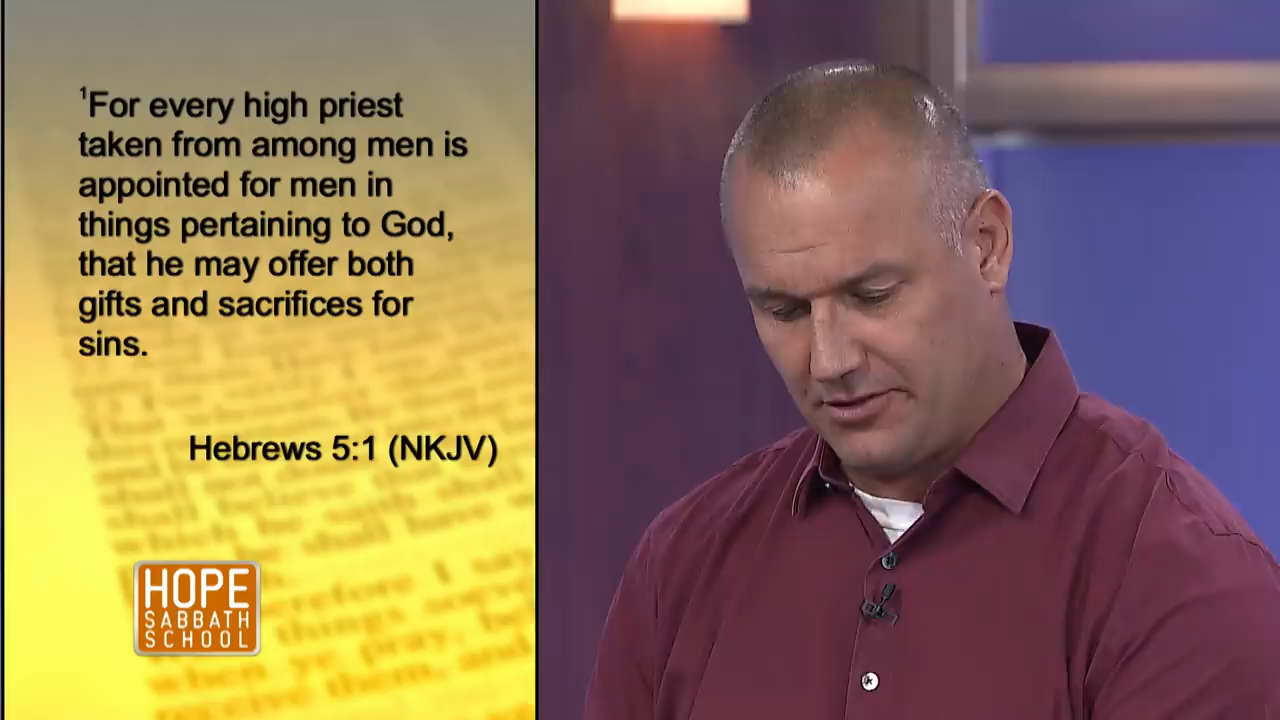 ¹For every high priest
taken from among men is
appointed for men in
things pertaining to God,
that he may offer both
gifts and sacrifices for
sins.
Hebrews 5:1 (NKJV)
HOPE
SABBATH
SCHOOL